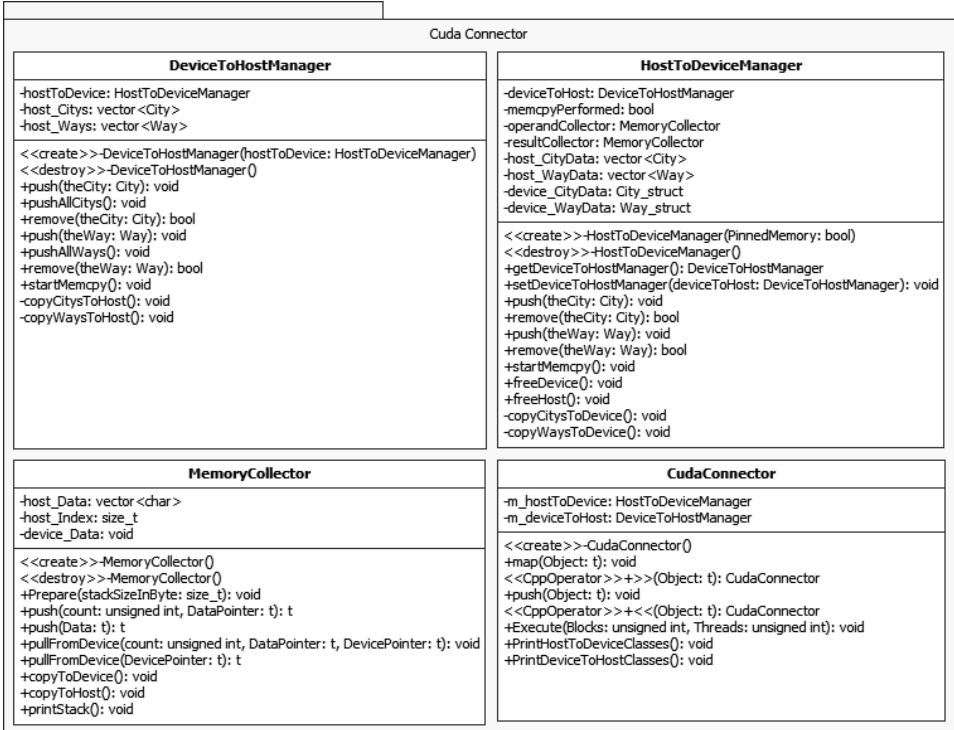 Cuda Connector
DeviceToHostManager
-hostToDevice: HostToDeviceManager
-host_Citys: vector<City>
-host_Ways: vector<Way>
<<create>>-DeviceToHostManager(hostToDevice: HostToDeviceManager)
<<destroy>>-DeviceToHostManager()
+push(theCity: City): void
+pushAllCitys(): void
+remove(theCity: City): bool
+push(theWay: Way): void
+pushAllWays(): void
+remove(theWay: Way): bool
+startMemcpy(): void
-copyCitysToHost(): void
-copyWaysToHost(): void
HostToDeviceManager
-deviceToHost: DeviceToHostManager
-memcpyPerformed: bool
-operandCollector: MemoryCollector
-resultCollector: MemoryCollector
-host_CityData: vector<City>
-host_WayData: vector<Way>
-device_CityData: City_struct
-device_WayData: Way_struct
<<create>>-HostToDeviceManager(PinnedMemory: bool)
<<destroy>>-HostToDeviceManager()
+getDeviceToHostManager(): DeviceToHostManager
+setDeviceToHostManager(deviceToHost: DeviceToHostManager): void
+push(theCity: City): void
+remove(theCity: City): bool
+push(theWay: Way): void
+remove(theWay: Way): bool
+startMemcpy(): void
+freeDevice(): void
+freeHost(): void
-copyCitysToDevice(): void
-copyWaysToDevice(): void
MemoryCollector
-host_Data: vector<char>
-host_Index: size_t
-device_Data: void
<<create>>-MemoryCollector()
<<destroy>>-MemoryCollector()
+Prepare(stackSizeInByte: size_t): void
+push(count: unsigned int, DataPointer: t): t
+push(Data: t): t
+pullFromDevice(count: unsigned int, DataPointer: t, DevicePointer: t): void
+pullFromDevice(DevicePointer: t): t
+copyToDevice(): void
+copyToHost(): void
+printStack(): void
CudaConnector
-m_hostToDevice: HostToDeviceManager
-m_deviceToHost: DeviceToHostManager
<<create>>-CudaConnector()
+map(Object: t): void
<<CppOperator>>+>>(Object: t): CudaConnector
+push(Object: t): void
<<CppOperator>>+<<(Object: t): CudaConnector
+Execute(Blocks: unsigned int, Threads: unsigned int): void
+PrintHostToDeviceClasses(): void
+PrintDeviceToHostClasses(): void